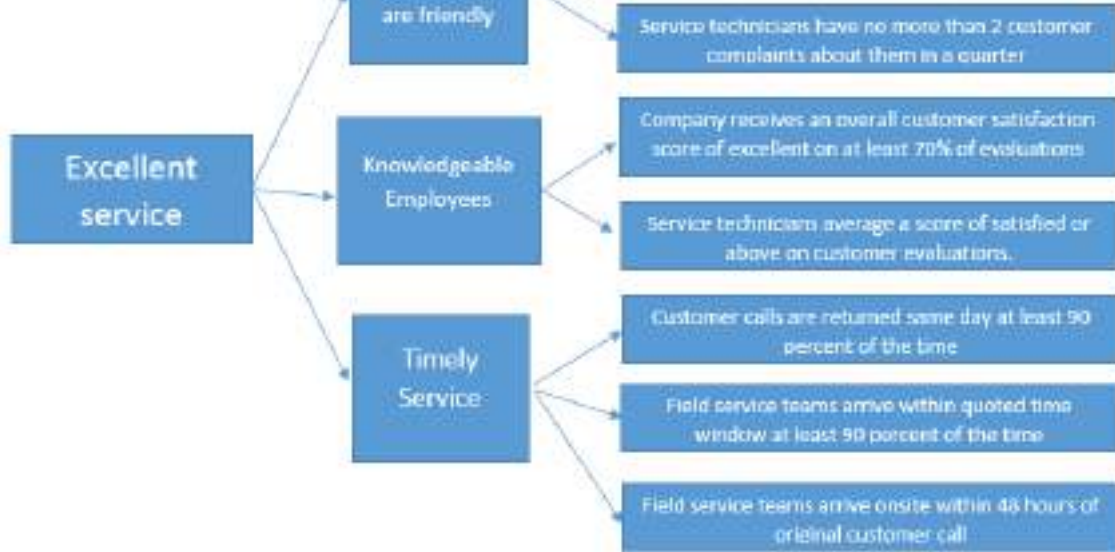 are friendly
Service technicians have no more than 2 customer
complaints about them in a quarter
Excellent
service
Knowledgeable
Employees
Company receives an overall customer satisfaction
score of excellent on at least 70% of evaluations
Service technicians average a score of satisfied or
above on customer evaluations.
Timely
Service
Customer calls are returned same day at least 90
percent of the time
Field service teams arrive within quoted time
window at least 90 percent of the time
Field service teams arrive onsite within 48 hours of
original customer call